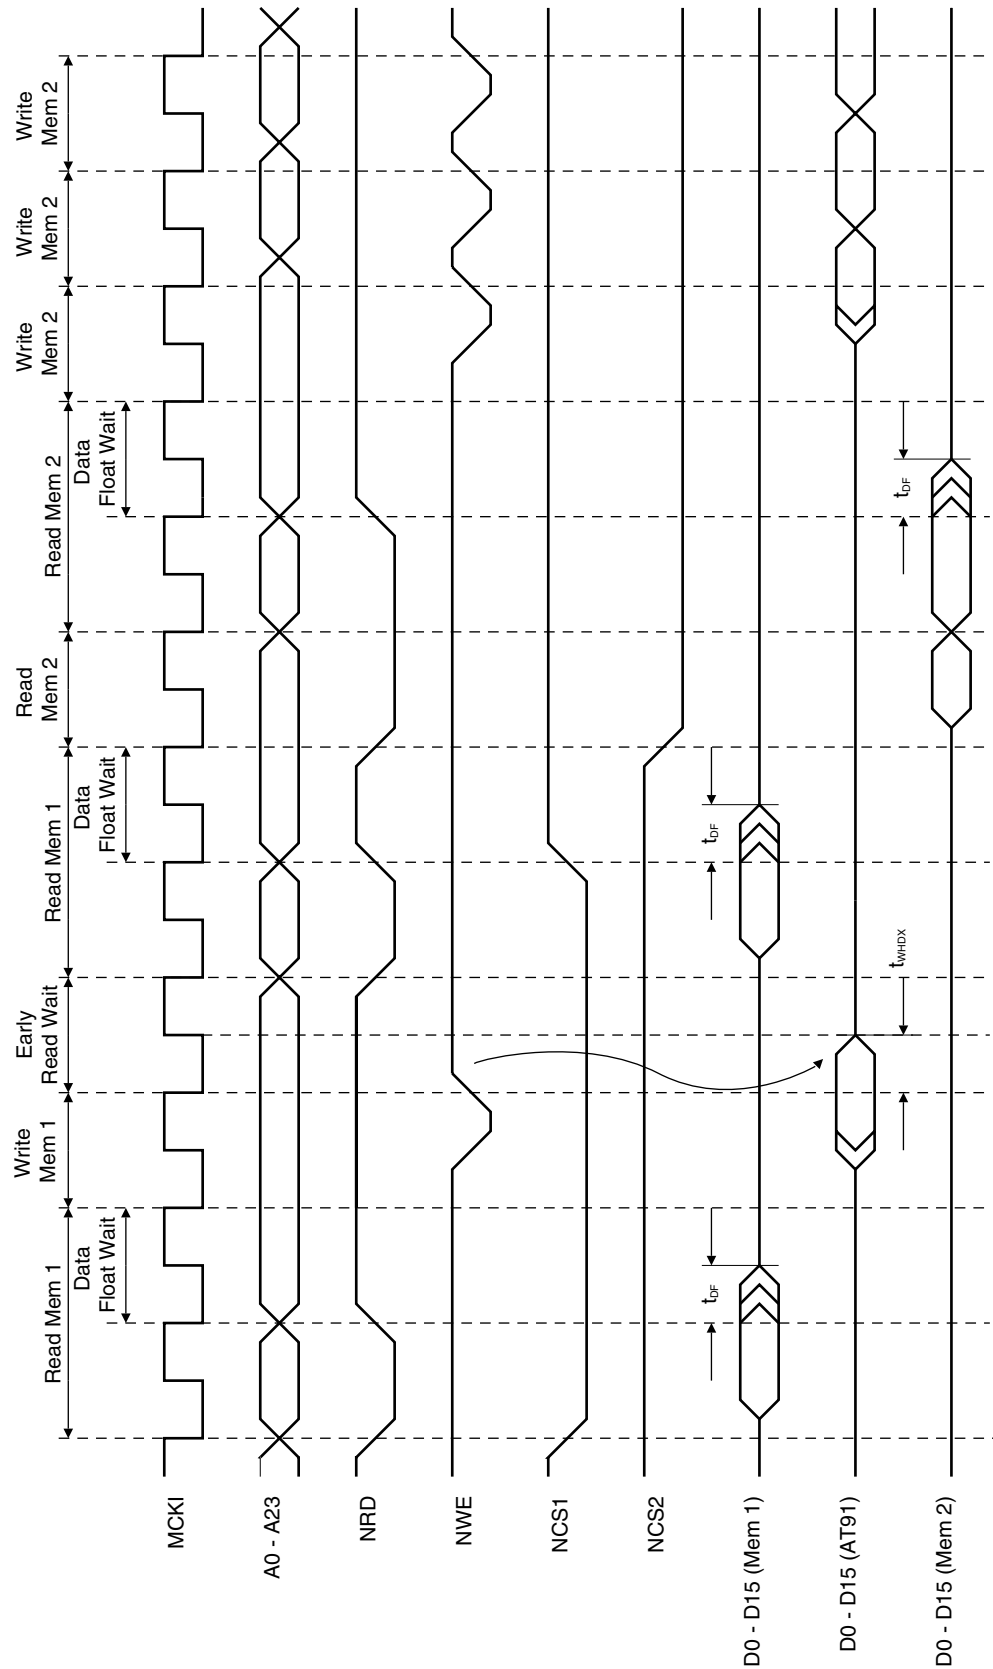 Read Mem 1
Write
Mem 1
Early
Read Wait
Read Mem 1
Read
Mem 2
Read Mem 2
Write
Mem 2
Write
Mem 2
Write
Mem 2
Data
Float Wait
Data
Float Wait
Data
Float Wait
MCKI
A0 - A23
NRD
NWE
NCS1
NCS2
tDF
tDF
D0 - D15 (Mem 1)
D0 - D15 (AT91)
tWHDX
tDF
D0 - D15 (Mem 2)